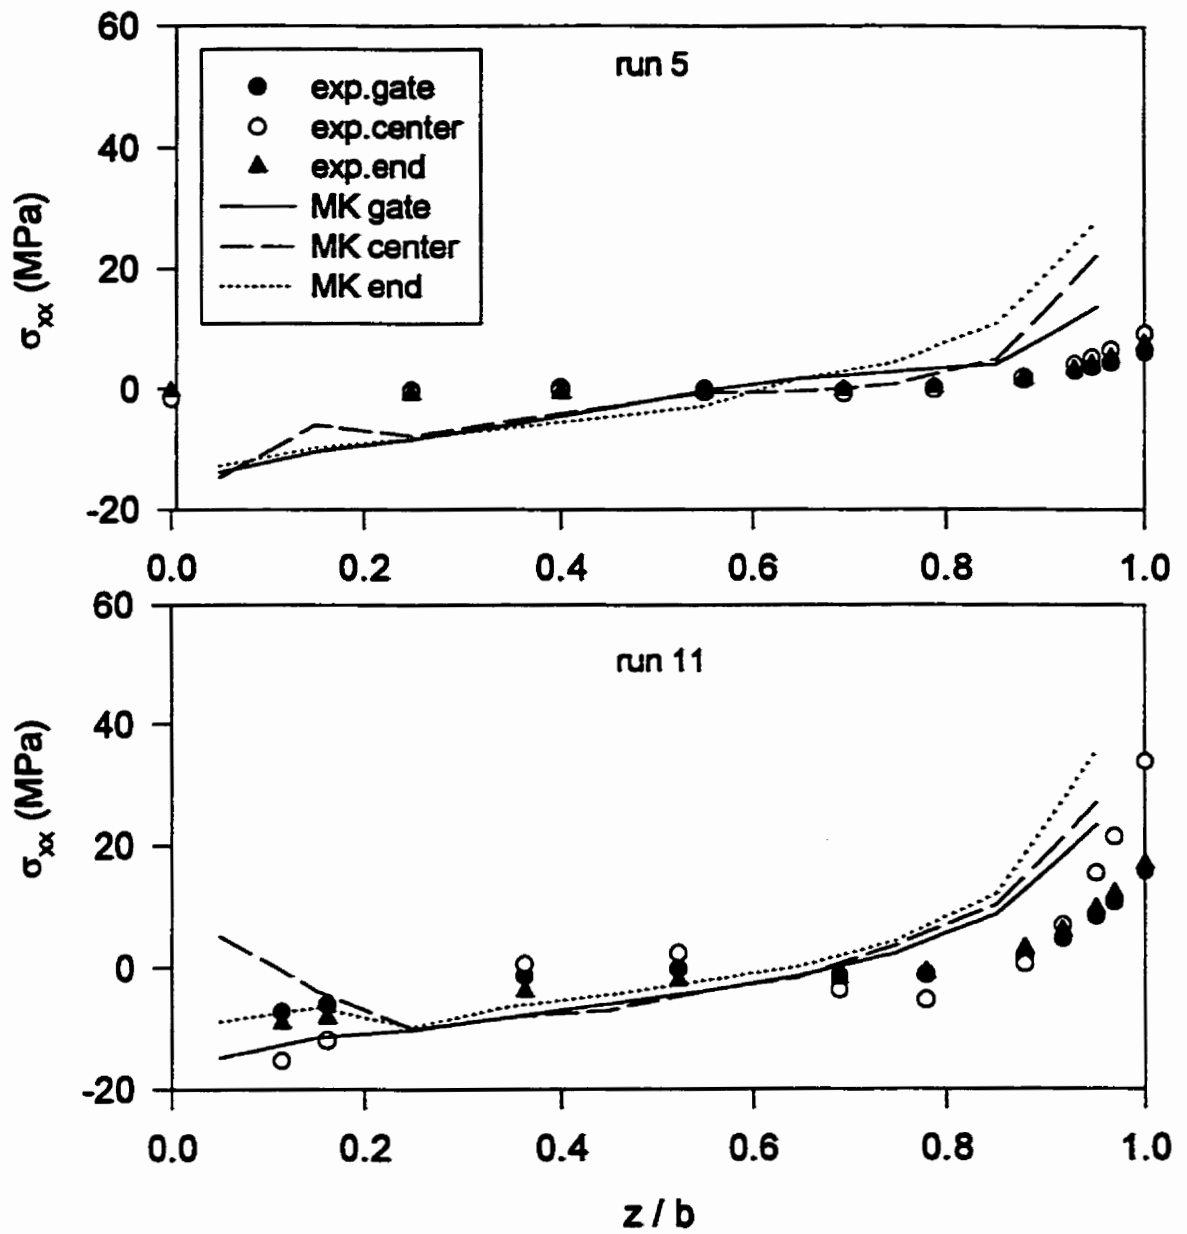 60
run 5
exp.gate
exp.center
exp.end
MK gate
MK center
MK end
40
20
0
-20
σxx (MPa)
0.0 0.2 0.4 0.6 0.8 1.0
60
run 11
40
20
0
-20
σxx (MPa)
0.0 0.2 0.4 0.6 0.8 1.0
z / b